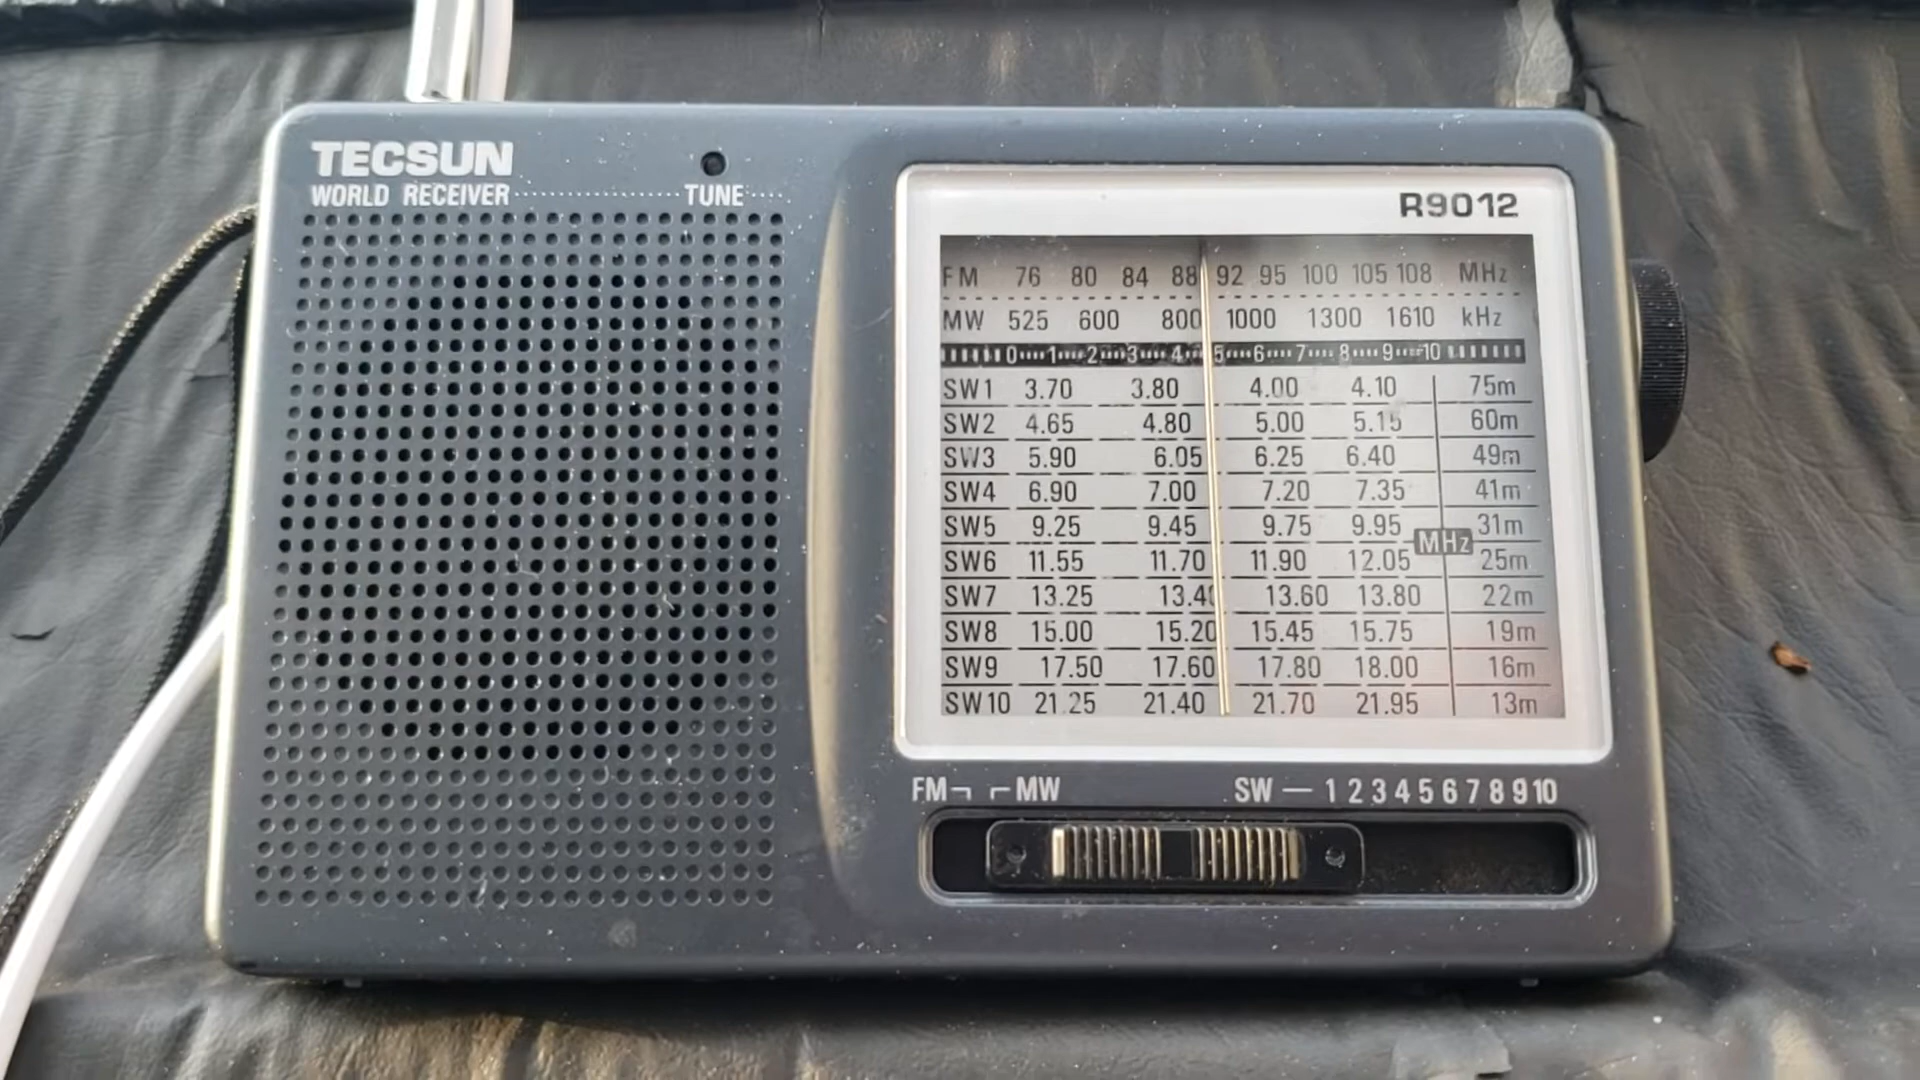 TECSUN
WORLD RECEIVER TUNE
R9012
FM 76 80 84 88 92 95 100 105 108 MHz
MW 525 600 800 1000 1300 1610 kHz
0 1 2 3 4 5 6 7 8 9 10
SW1 3.70 3.80 4.00 4.10 75m
SW2 4.65 4.80 5.00 5.15 60m
SW3 5.90 6.05 6.25 6.40 49m
SW4 6.90 7.00 7.20 7.35 41m
SW5 9.25 9.45 9.75 9.95 31m
MHz
SW6 11.55 11.70 11.90 12.05 25m
SW7 13.25 13.40 13.60 13.80 22m
SW8 15.00 15.20 15.45 15.75 19m
SW9 17.50 17.60 17.80 18.00 16m
SW10 21.25 21.40 21.70 21.95 13m
FM MW SW — 1 2 3 4 5 6 7 8 9 10